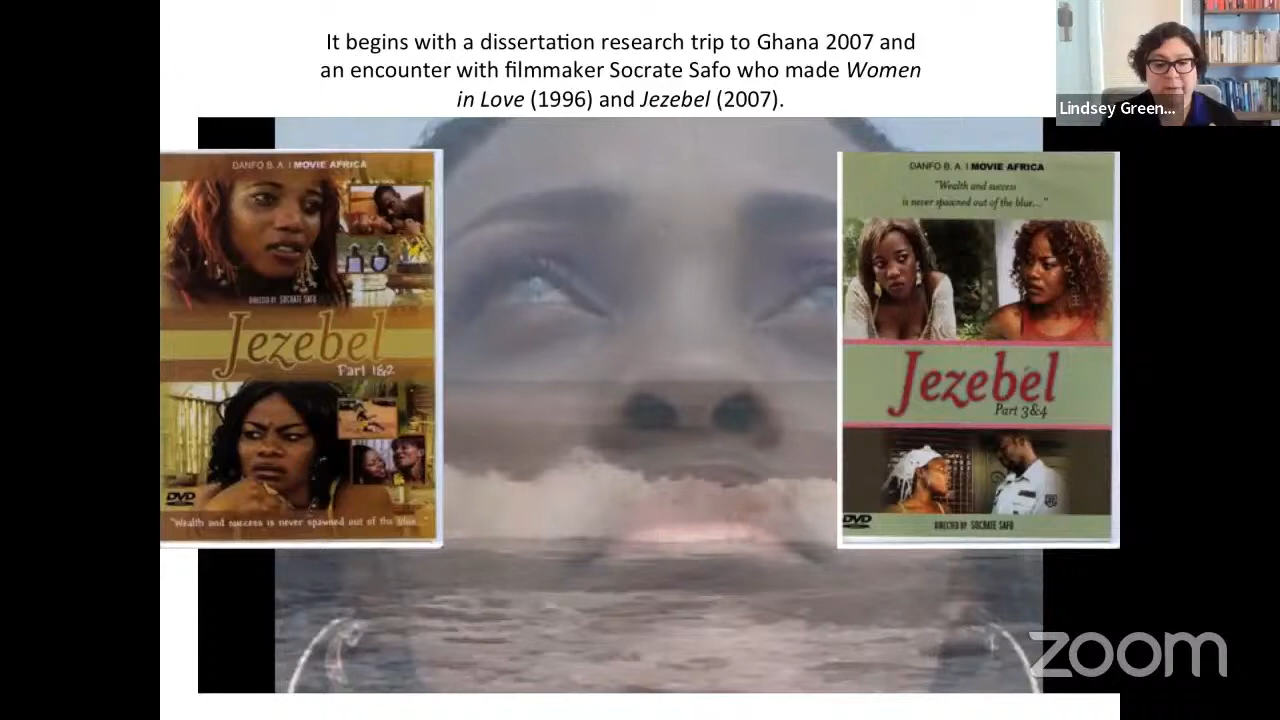 It begins with a dissertation research trip to Ghana 2007 and
an encounter with filmmaker Socrate Safo who made Women
in Love (1996) and Jezebel (2007).
Lindsey Green...
DANFO B. A. | MOVIE AFRICA
DIRECTED BY SOCRATE SAFO
Jezebel
Part 1&2
DVD
"Wealth and success is never spawned out of the blue..."
DANFO B. A. | MOVIE AFRICA
"Wealth and success
is never spawned out of the blue..."
Jezebel
Part 3&4
DVD
DIRECTED BY SOCRATE SAFO
zoom